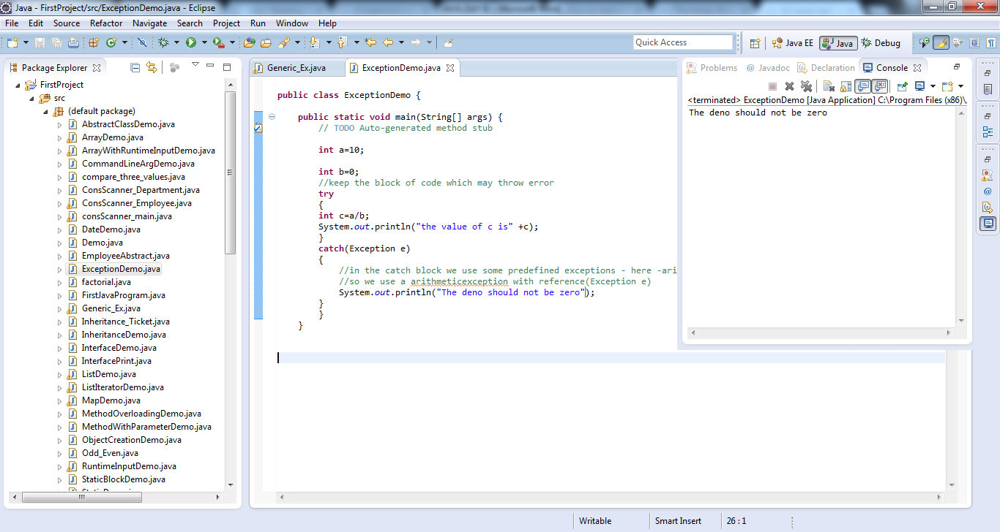 Java - FirstProject/src/ExceptionDemo.java - Eclipse
File Edit Source Refactor Navigate Search Project Run Window Help
Quick Access
Java EE
Java
Debug
Package Explorer
FirstProject
src
(default package)
AbstractClassDemo.java
ArrayDemo.java
ArrayWithRuntimeInputDemo.java
CommandLineArgDemo.java
compare_three_values.java
ConsScanner_Department.java
ConsScanner_Employee.java
consScanner_main.java
DateDemo.java
Demo.java
EmployeeAbstract.java
ExceptionDemo.java
factorial.java
FirstJavaProgram.java
Generic_Ex.java
Inheritance_Ticket.java
InheritanceDemo.java
InterfaceDemo.java
InterfacePrint.java
ListDemo.java
ListIteratorDemo.java
MapDemo.java
MethodOverloadingDemo.java
MethodWithParameterDemo.java
ObjectCreationDemo.java
Odd_Even.java
RuntimeInputDemo.java
StaticBlockDemo.java
Generic_Ex.java
ExceptionDemo.java
public class ExceptionDemo {
public static void main(String[] args) {
// TODO Auto-generated method stub
int a=10;
int b=0;
//keep the block of code which may throw error
try
{
int c=a/b;
System.out.println("the value of c is" +c);
}
catch(Exception e)
{
//in the catch block we use some predefined exceptions - here -ari
//so we use a arithmeticexception with reference(Exception e)
System.out.println("The deno should not be zero");
}
}
}
Problems
@ Javadoc
Declaration
Console
<terminated> ExceptionDemo [Java Application] C:\Program Files (x86)\.
The deno should not be zero
Writable
Smart Insert
26 : 1